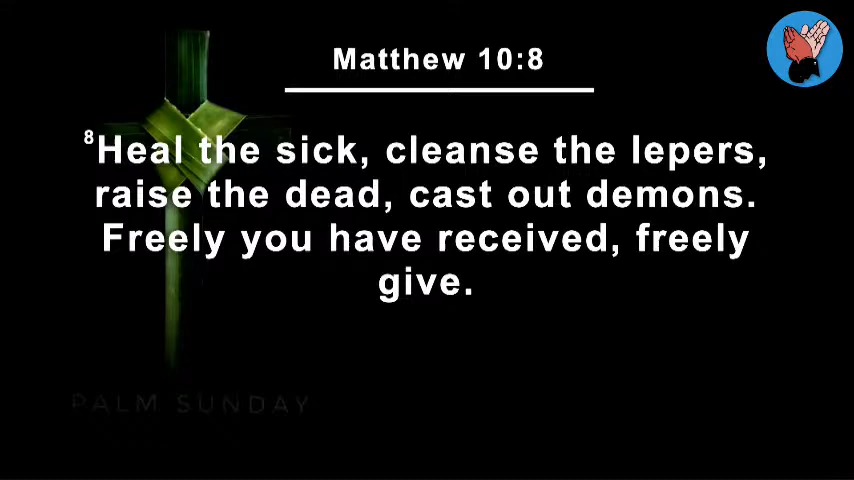 Matthew 10:8
⁸Heal the sick, cleanse the lepers,
raise the dead, cast out demons.
Freely you have received, freely
give.
PALM SUNDAY